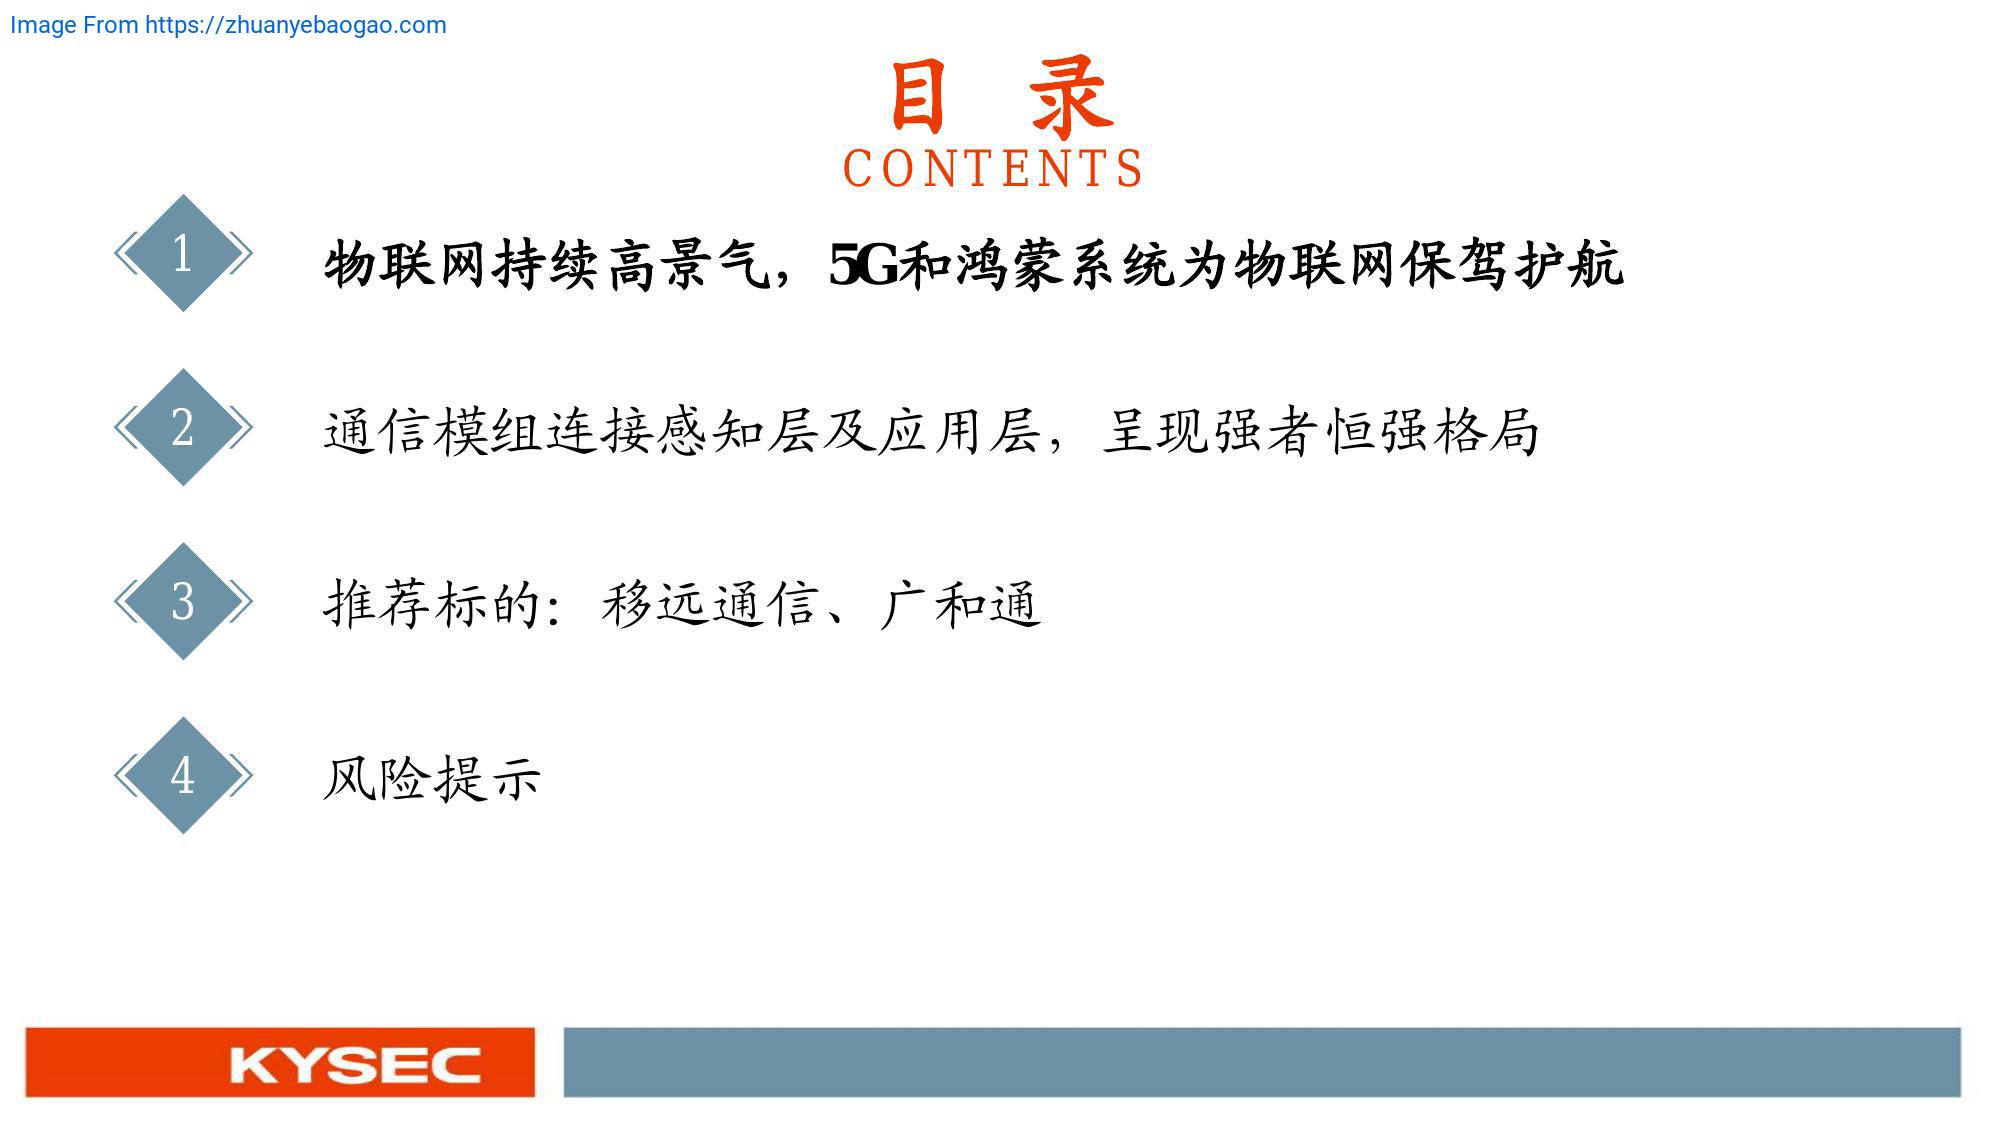 Image From https://zhuanyebaogao.com
目 录
CONTENTS
1 物联网持续高景气，5G和鸿蒙系统为物联网保驾护航
2 通信模组连接感知层及应用层，呈现强者恒强格局
3 推荐标的：移远通信、广和通
4 风险提示
KYSEC